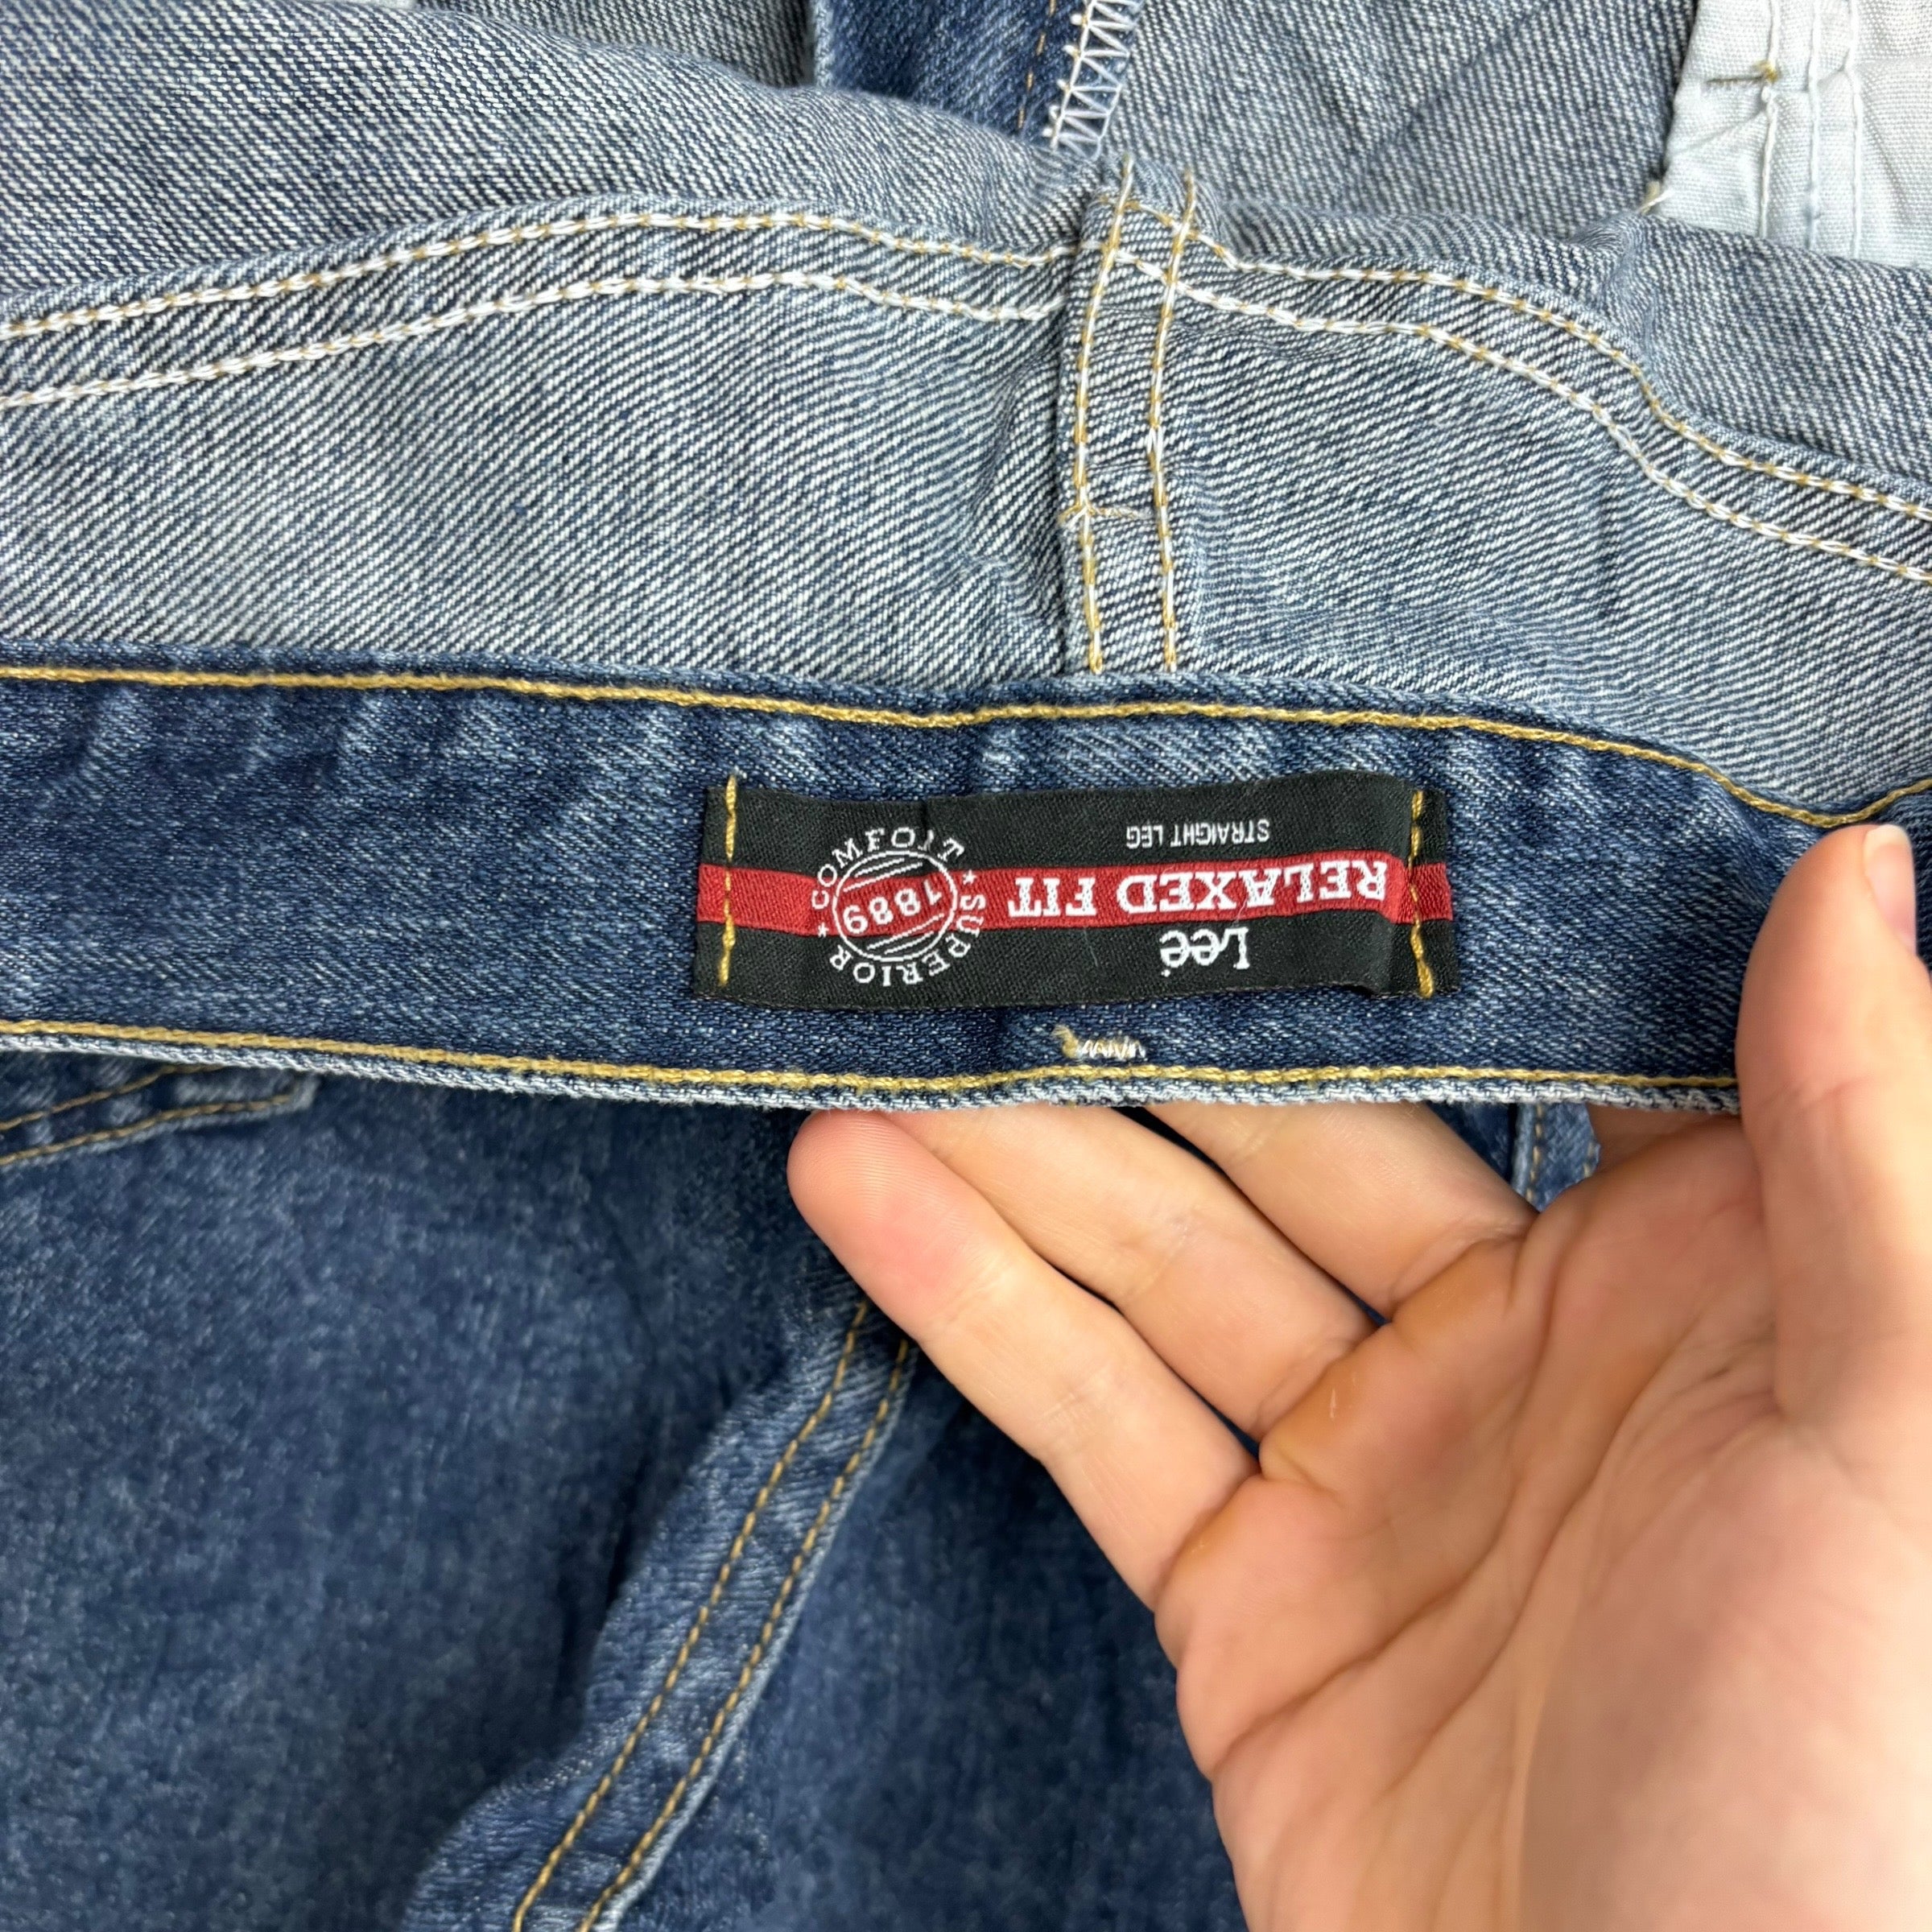 Lee
RELAXED FIT
STRAIGHT LEG
SUPERIOR ★ COMFORT ★
1889